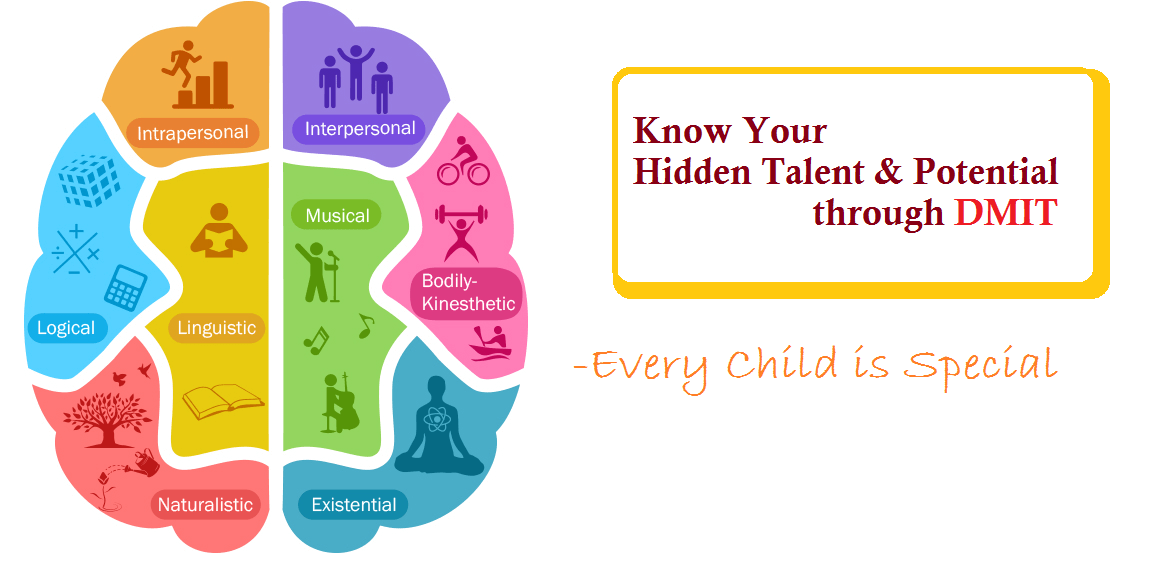 Intrapersonal
Interpersonal
Musical
Bodily-
Kinesthetic
Logical
Linguistic
Naturalistic
Existential
Know Your
Hidden Talent & Potential
through DMIT
-Every Child is Special